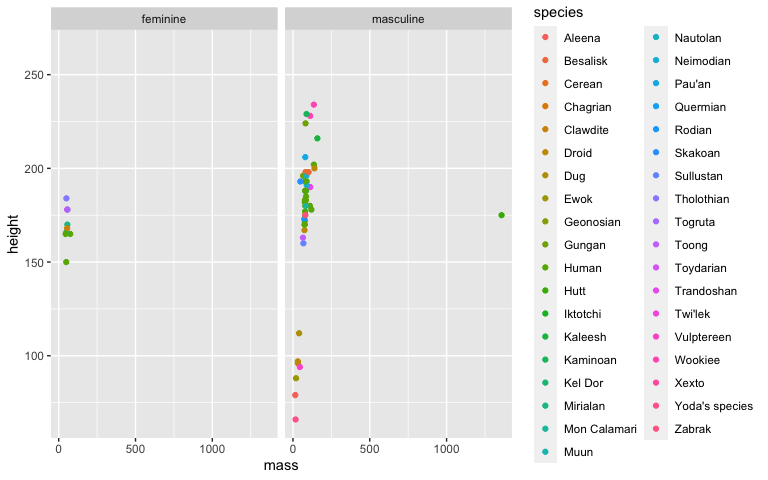 feminine
masculine
250
200
150
100
height
0
500
1000
0
500
1000
mass
species
Aleena
Besalisk
Cerean
Chagrian
Clawdite
Droid
Dug
Ewok
Geonosian
Gungan
Human
Hutt
Iktotchi
Kaleesh
Kaminoan
Kel Dor
Mirialan
Mon Calamari
Muun
Nautolan
Neimodian
Pau'an
Quermian
Rodian
Skakoan
Sullustan
Tholothian
Togruta
Toong
Toydarian
Trandoshan
Twi'lek
Vulptereen
Wookiee
Xexto
Yoda's species
Zabrak